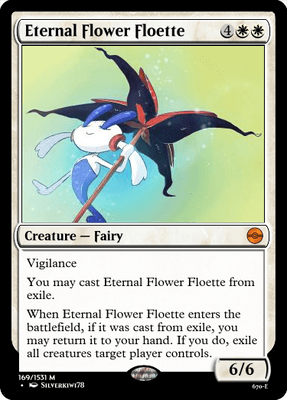 Eternal Flower Floette 4
Creature — Fairy
Vigilance
You may cast Eternal Flower Floette from
exile.
When Eternal Flower Floette enters the
battlefield, if it was cast from exile, you
may return it to your hand. If you do, exile
all creatures target player controls.
6/6
169/1531 M
• Silverkiwi78
670-E